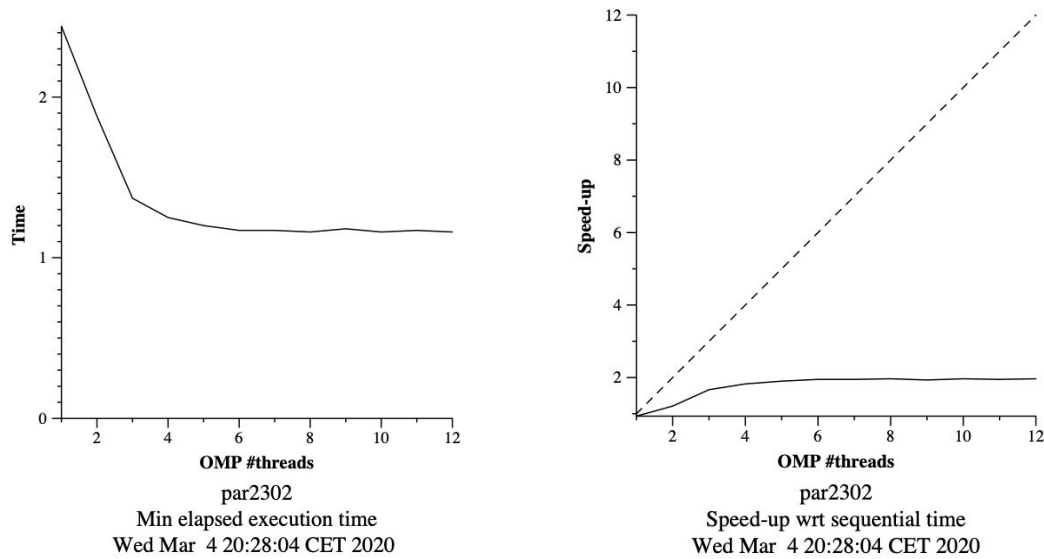 2
1
0
Time
2 4 6 8 10 12
OMP #threads
par2302
Min elapsed execution time
Wed Mar 4 20:28:04 CET 2020
12
10
8
6
4
2
Speed-up
2 4 6 8 10 12
OMP #threads
par2302
Speed-up wrt sequential time
Wed Mar 4 20:28:04 CET 2020